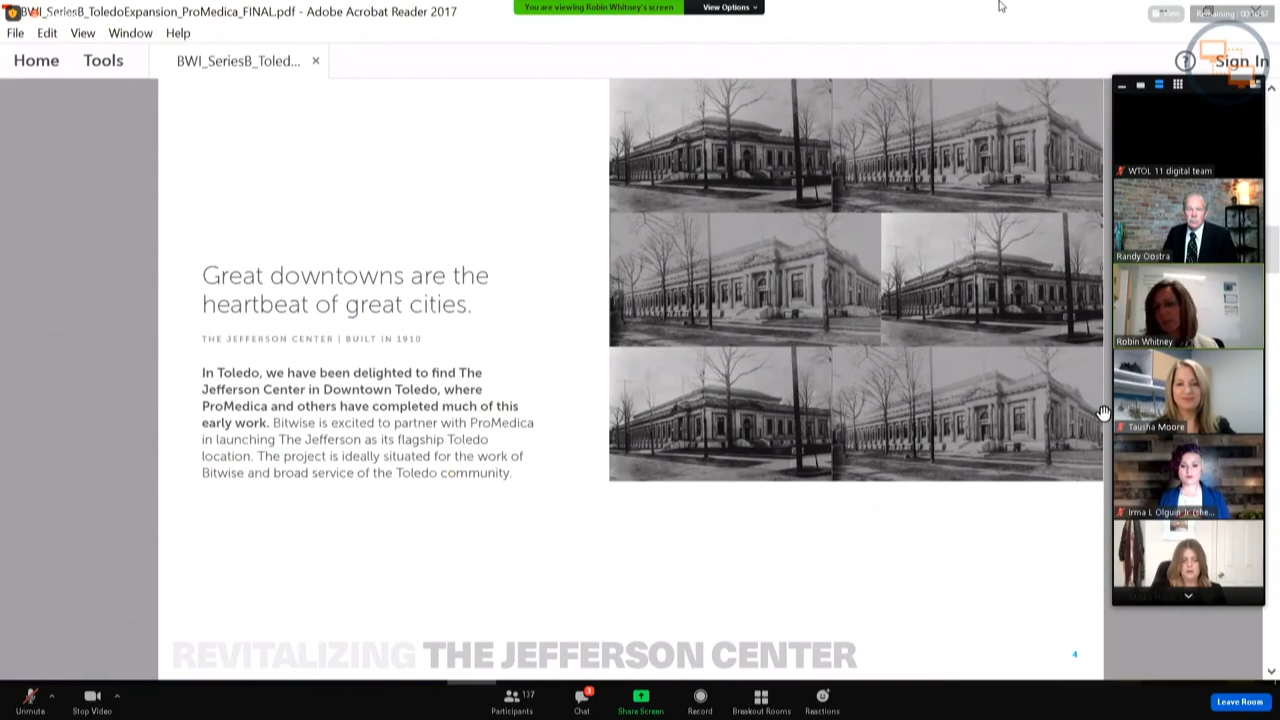 BWI_SeriesB_ToledoExpansion_ProMedica_FINAL.pdf - Adobe Acrobat Reader 2017
You are viewing Robin Whitney's screen
View Options
View
File Edit View Window Help
Home Tools
BWI_SeriesB_Toled... ×
? Sign In
WTOL 11 digital team
Randy Oostra
Robin Whitney
Tausha Moore
Irma L Olguin Jr (she...
Great downtowns are the
heartbeat of great cities.
THE JEFFERSON CENTER | BUILT IN 1910
In Toledo, we have been delighted to find The
Jefferson Center in Downtown Toledo, where
ProMedica and others have completed much of this
early work. Bitwise is excited to partner with ProMedica
in launching The Jefferson as its flagship Toledo
location. The project is ideally situated for the work of
Bitwise and broad service of the Toledo community.
REVITALIZING THE JEFFERSON CENTER
4
Unmute
Stop Video
137
Participants
3
Chat
Share Screen
Record
Breakout Rooms
Reactions
Leave Room